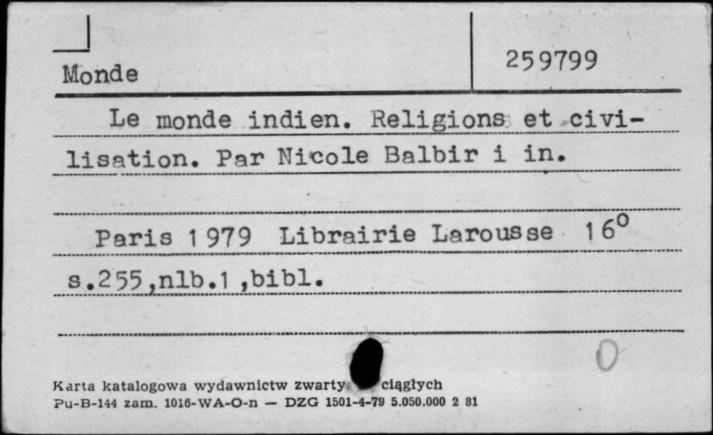 Monde
259799
Le monde indien. Religions et civi-
lisation. Par Nicole Balbir i in.
Paris 1979 Librairie Larousse 16°
s.255,nlb.1,bibl.
0
Karta katalogowa wydawnictw zwarty ciągłych
Pu-B-144 zam. 1016-WA-O-n — DZG 1501-4-79 5.050.000 2 81